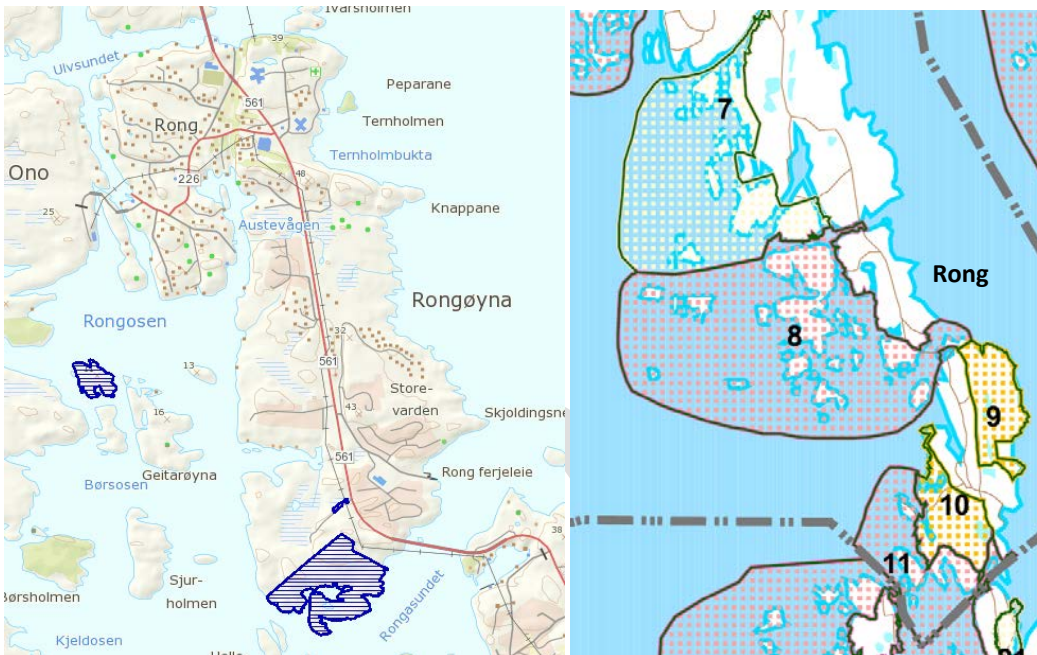 Ivarsholmen
39
Ulvsundet
561
Peparane
Rong
Ternholmen
Ternholmbukta
Ono
226
48
25
Knappane
Austevågen
Rongøyna
Rongosen
32
561
13
Store-
varden
43
16
Skjoldingsne
561
Geitarøyna
Rong ferjeleie
Børsosen
38
Sjur-
holmen
Børsholmen
Rongasundet
Kjeldosen
7
Rong
8
9
10
11